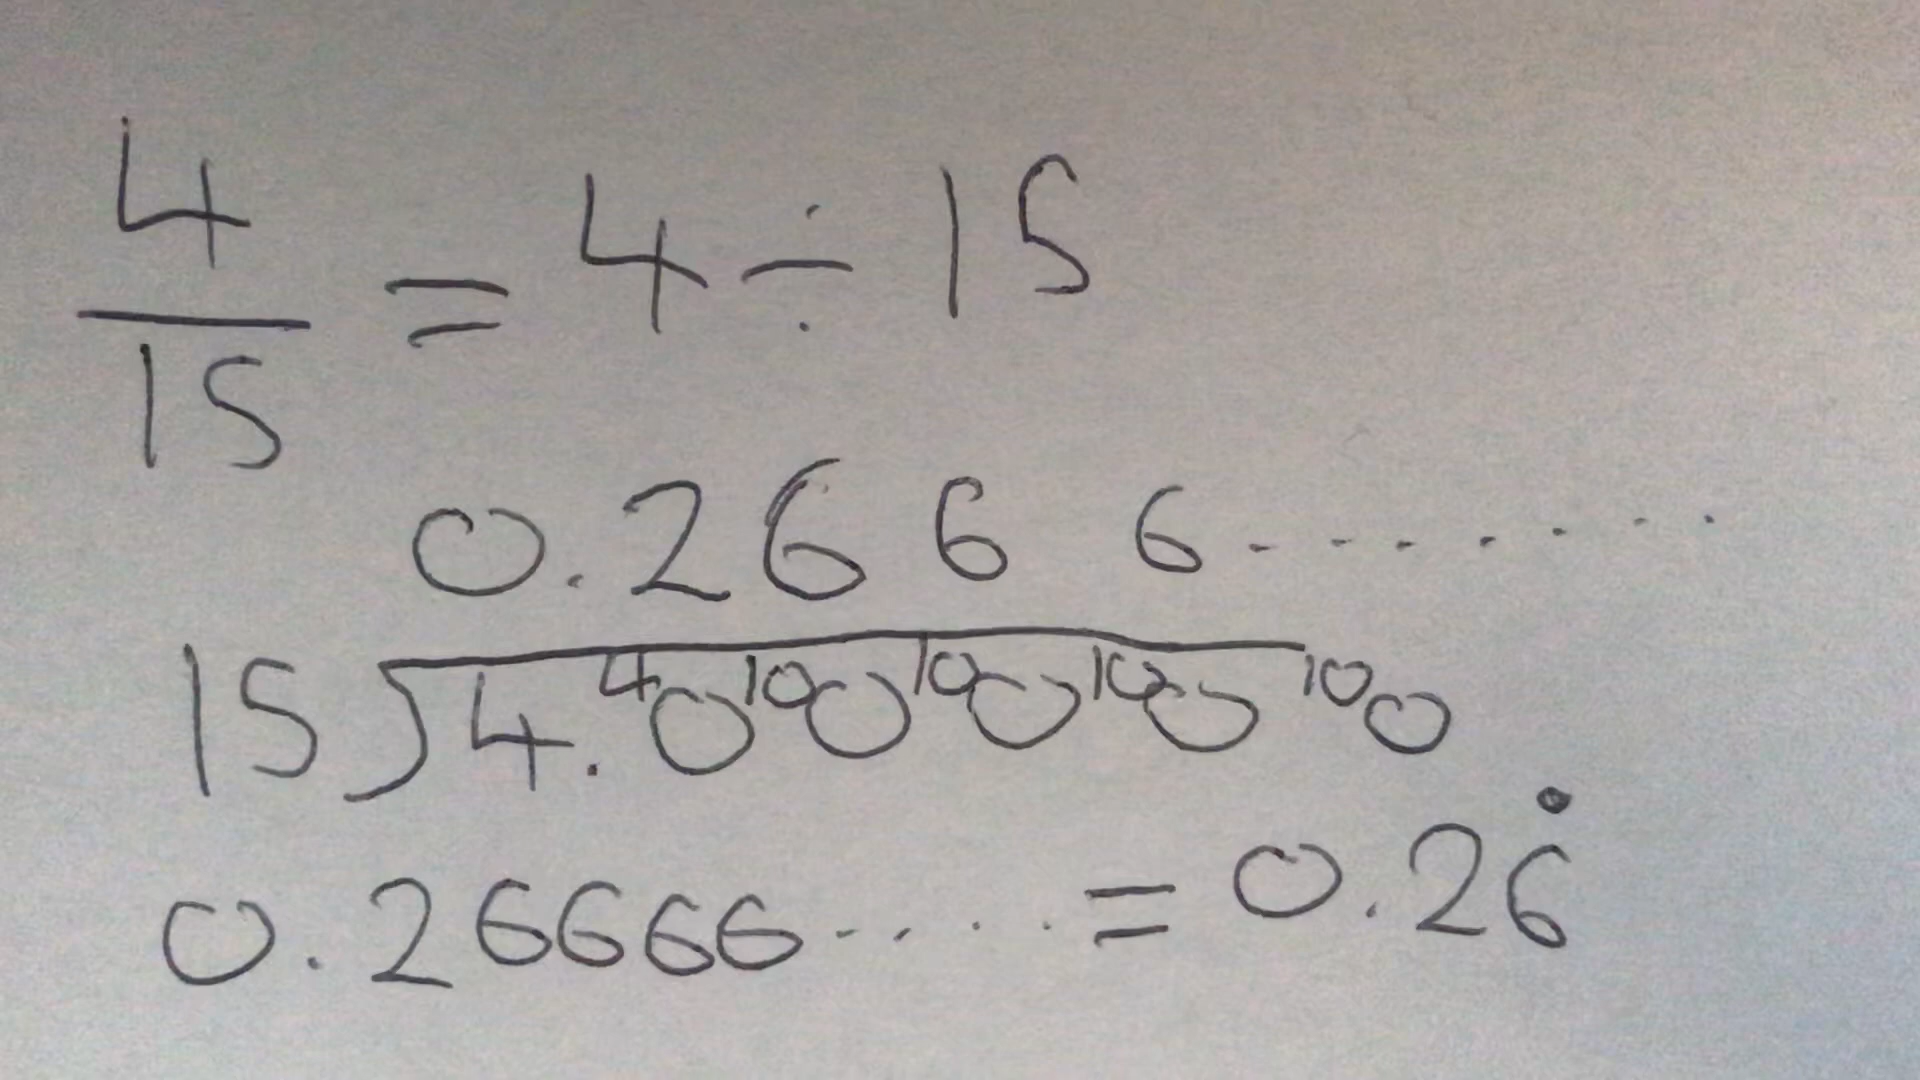 4/15 = 4 ÷ 15
0.2666.......
15⟌4.⁴0¹⁰0¹⁰0¹⁰0¹⁰0
0.26666.... = 0.26̇